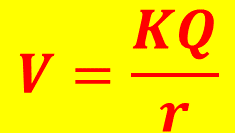 V = KQ / r